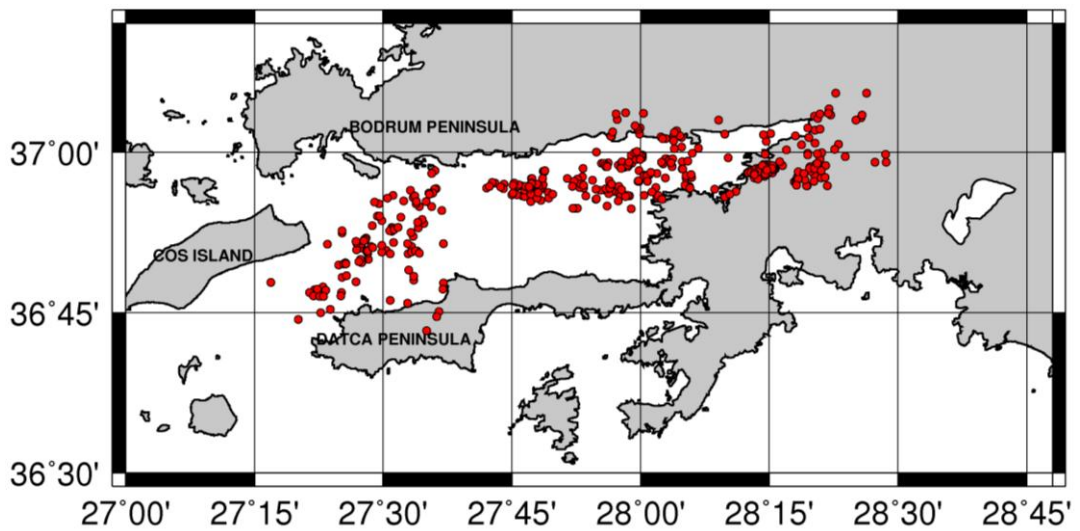 BODRUM PENINSULA
37°00'
COS ISLAND
36°45'
DATCA PENINSULA
36°30'
27°00' 27°15' 27°30' 27°45' 28°00' 28°15' 28°30' 28°45'